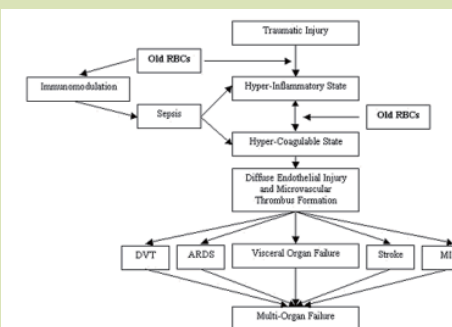 Traumatic Injury
Old RBCs
Immunomodulation
Hyper-Inflammatory State
Sepsis
Old RBCs
Hyper-Coagulable State
Diffuse Endothelial Injury
and Microvascular
Thrombus Formation
DVT
ARDS
Visceral Organ Failure
Stroke
MI
Multi-Organ Failure